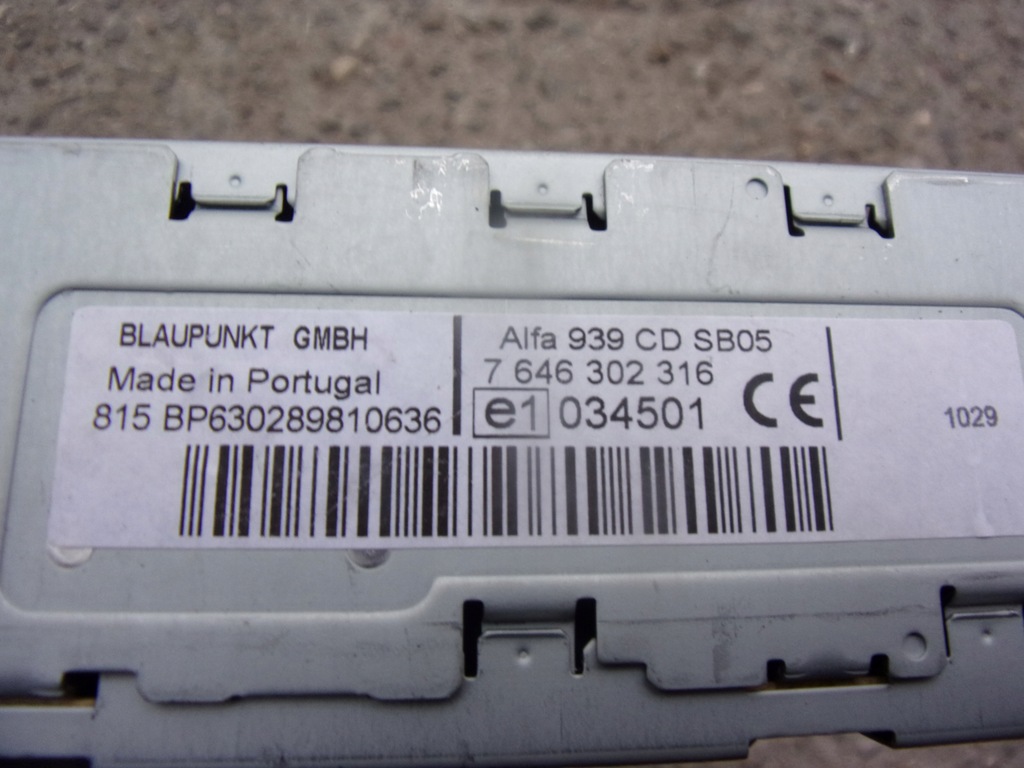 BLAUPUNKT GMBH
Made in Portugal
815 BP630289810636
Alfa 939 CD SB05
7 646 302 316
e1 034501 CE
1029